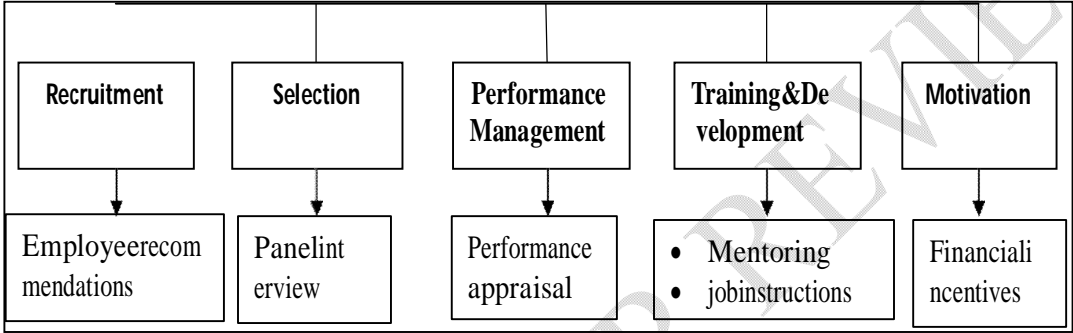 Recruitment
Selection
Performance
Management
Training&De
velopment
Motivation
Employeerecom
mendations
Panelint
erview
Performance
appraisal
• Mentoring
• jobinstructions
Financiali
ncentives